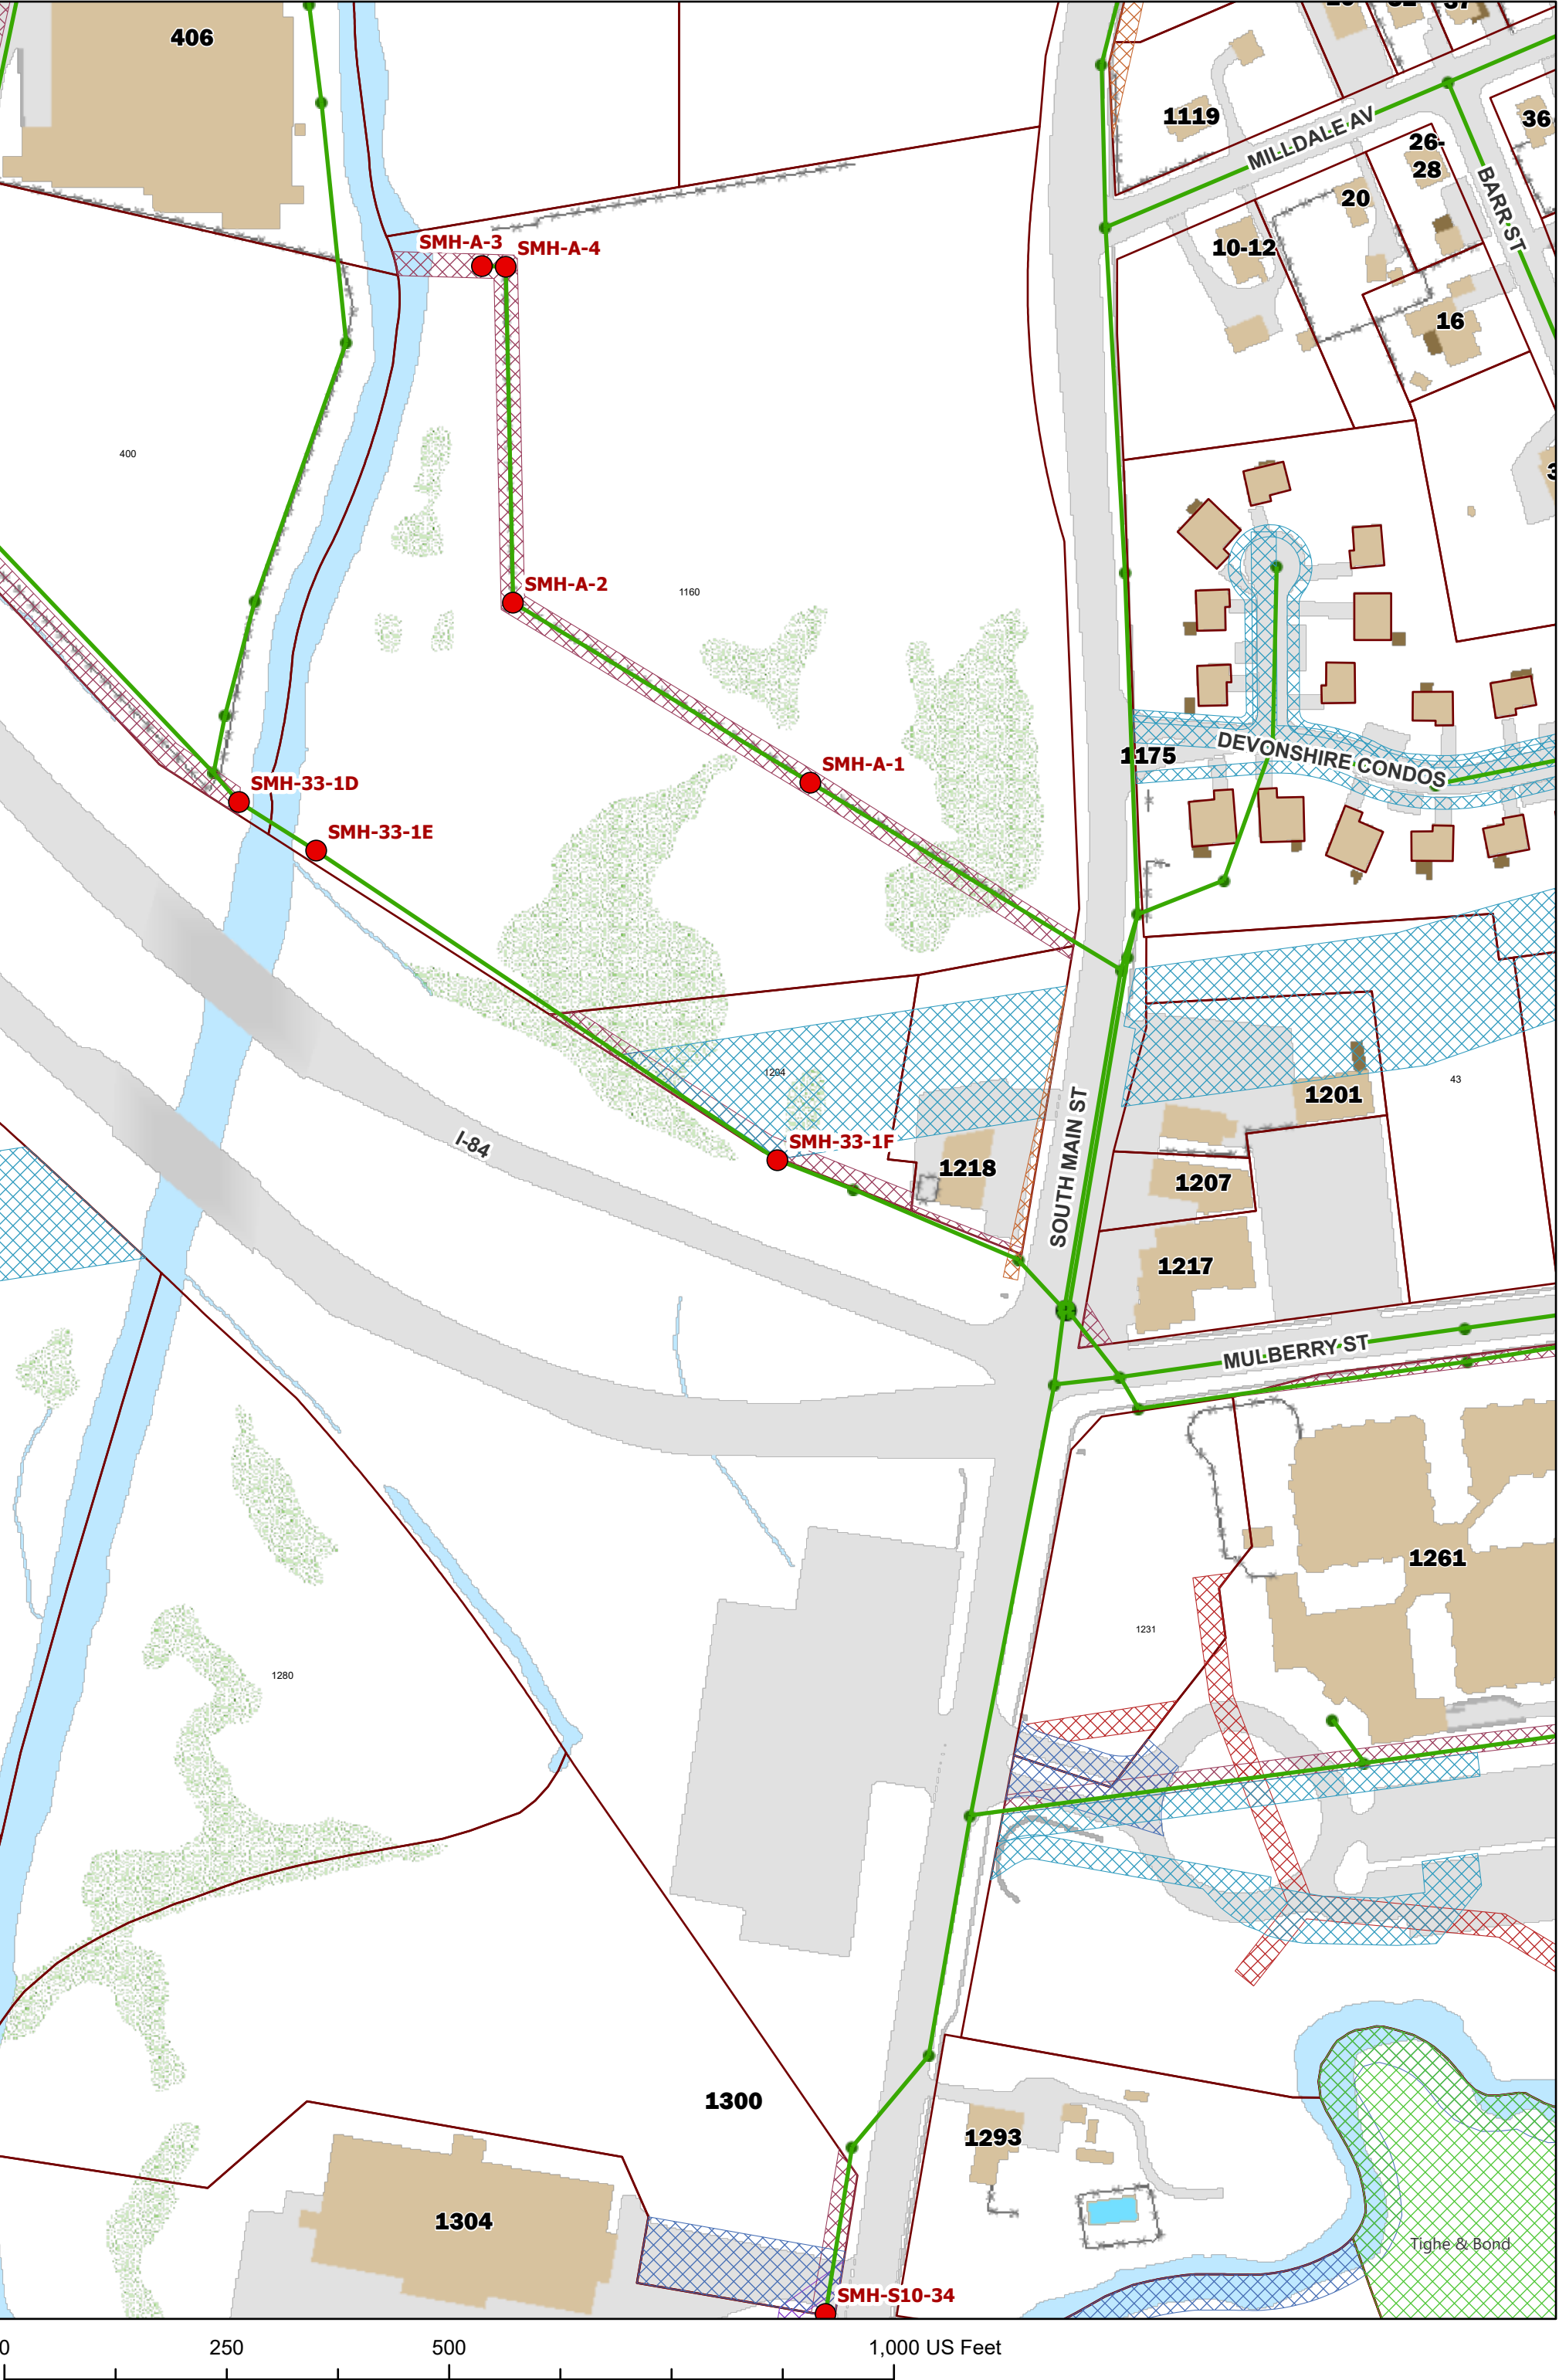 406
37
1119
MILLDALE AV
36
26-
28
20
BARR ST
SMH-A-3
SMH-A-4
10-12
16
400
SMH-A-2
1160
1175
DEVONSHIRE CONDOS
SMH-A-1
SMH-33-1D
SMH-33-1E
1204
43
1201
SOUTH MAIN ST
I-84
SMH-33-1F
1218
1207
1217
MULBERRY ST
1261
1231
1280
1300
1293
1304
Tighe & Bond
SMH-S10-34
0
250
500
1,000 US Feet